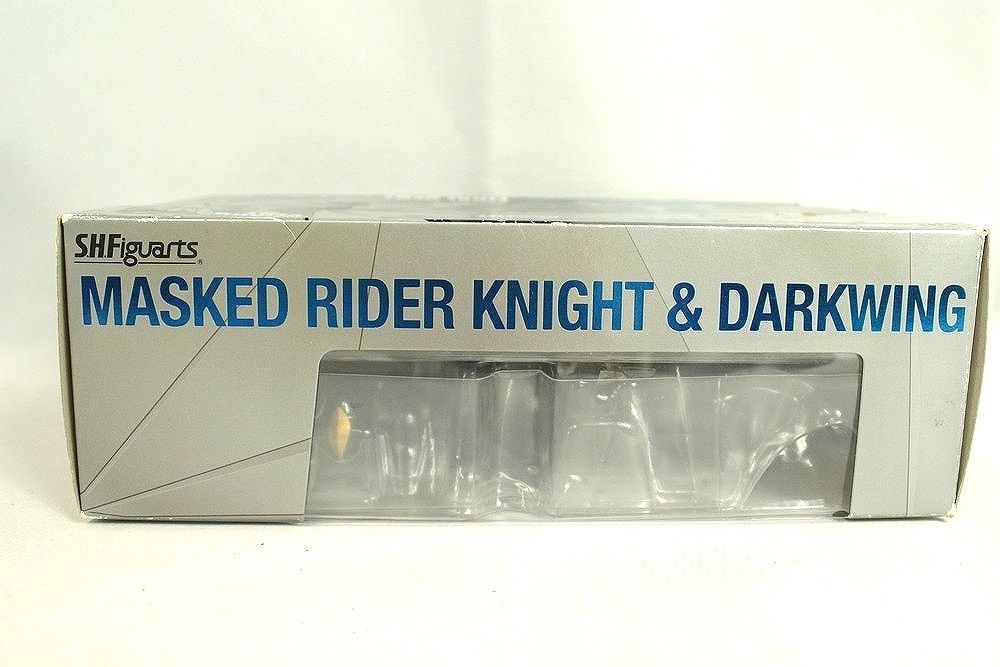 S.H.Figuarts®
MASKED RIDER KNIGHT & DARKWING